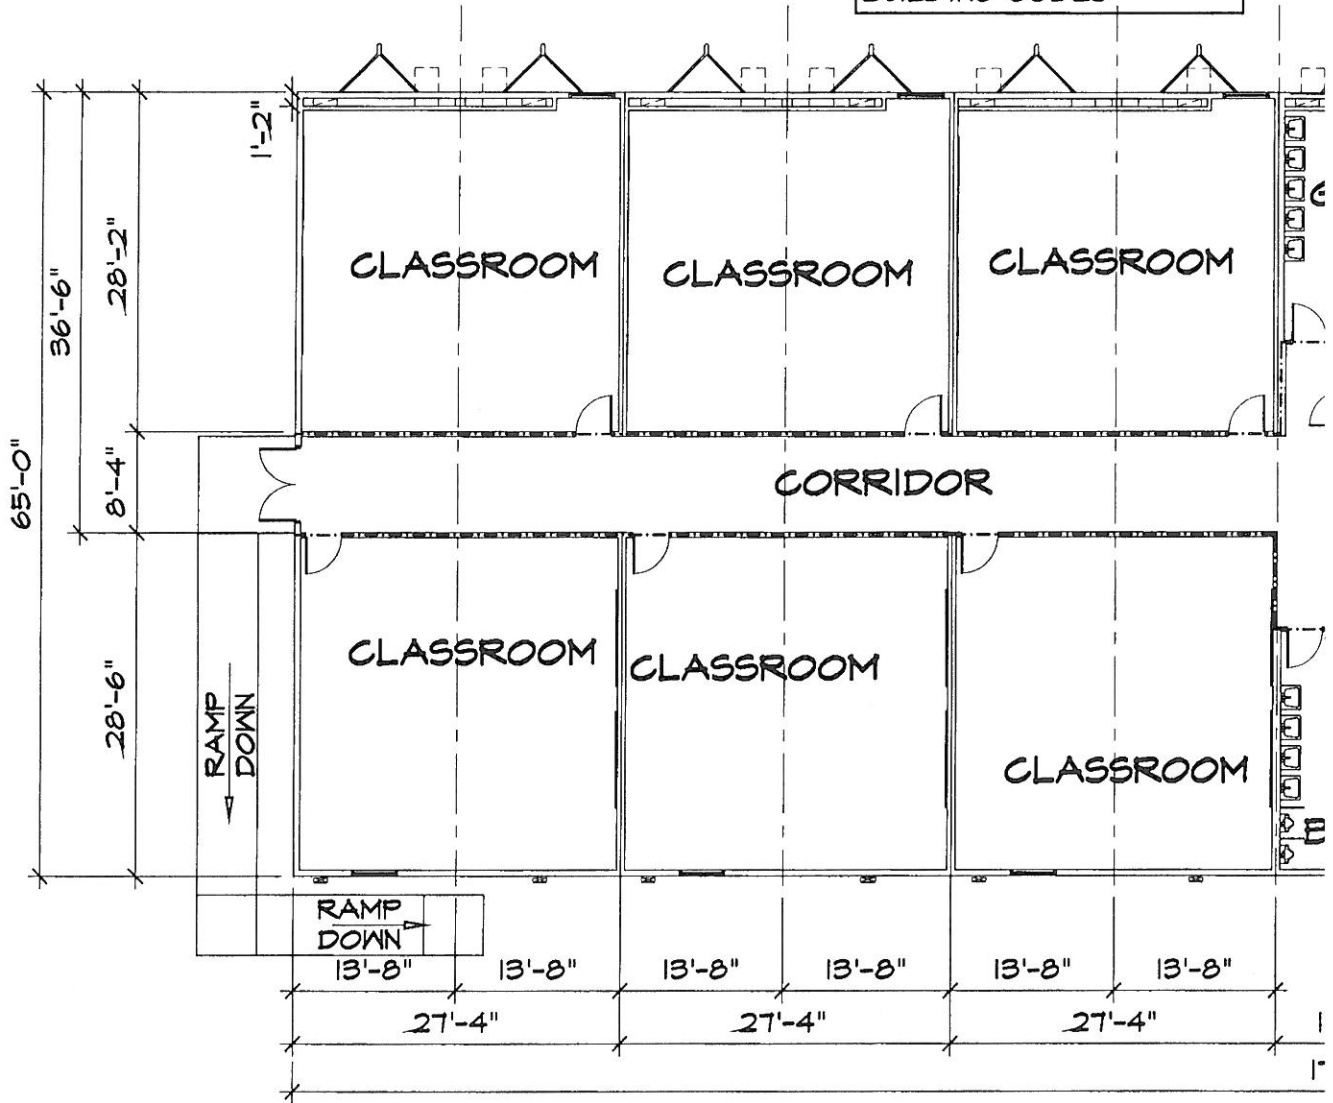 1'-2"
28'-2"
36'-6"
CLASSROOM
CLASSROOM
CLASSROOM
65'-0"
8'-4"
CORRIDOR
28'-6"
CLASSROOM
CLASSROOM
CLASSROOM
RAMP
DOWN
RAMP
DOWN
13'-8"
13'-8"
13'-8"
13'-8"
13'-8"
13'-8"
27'-4"
27'-4"
27'-4"